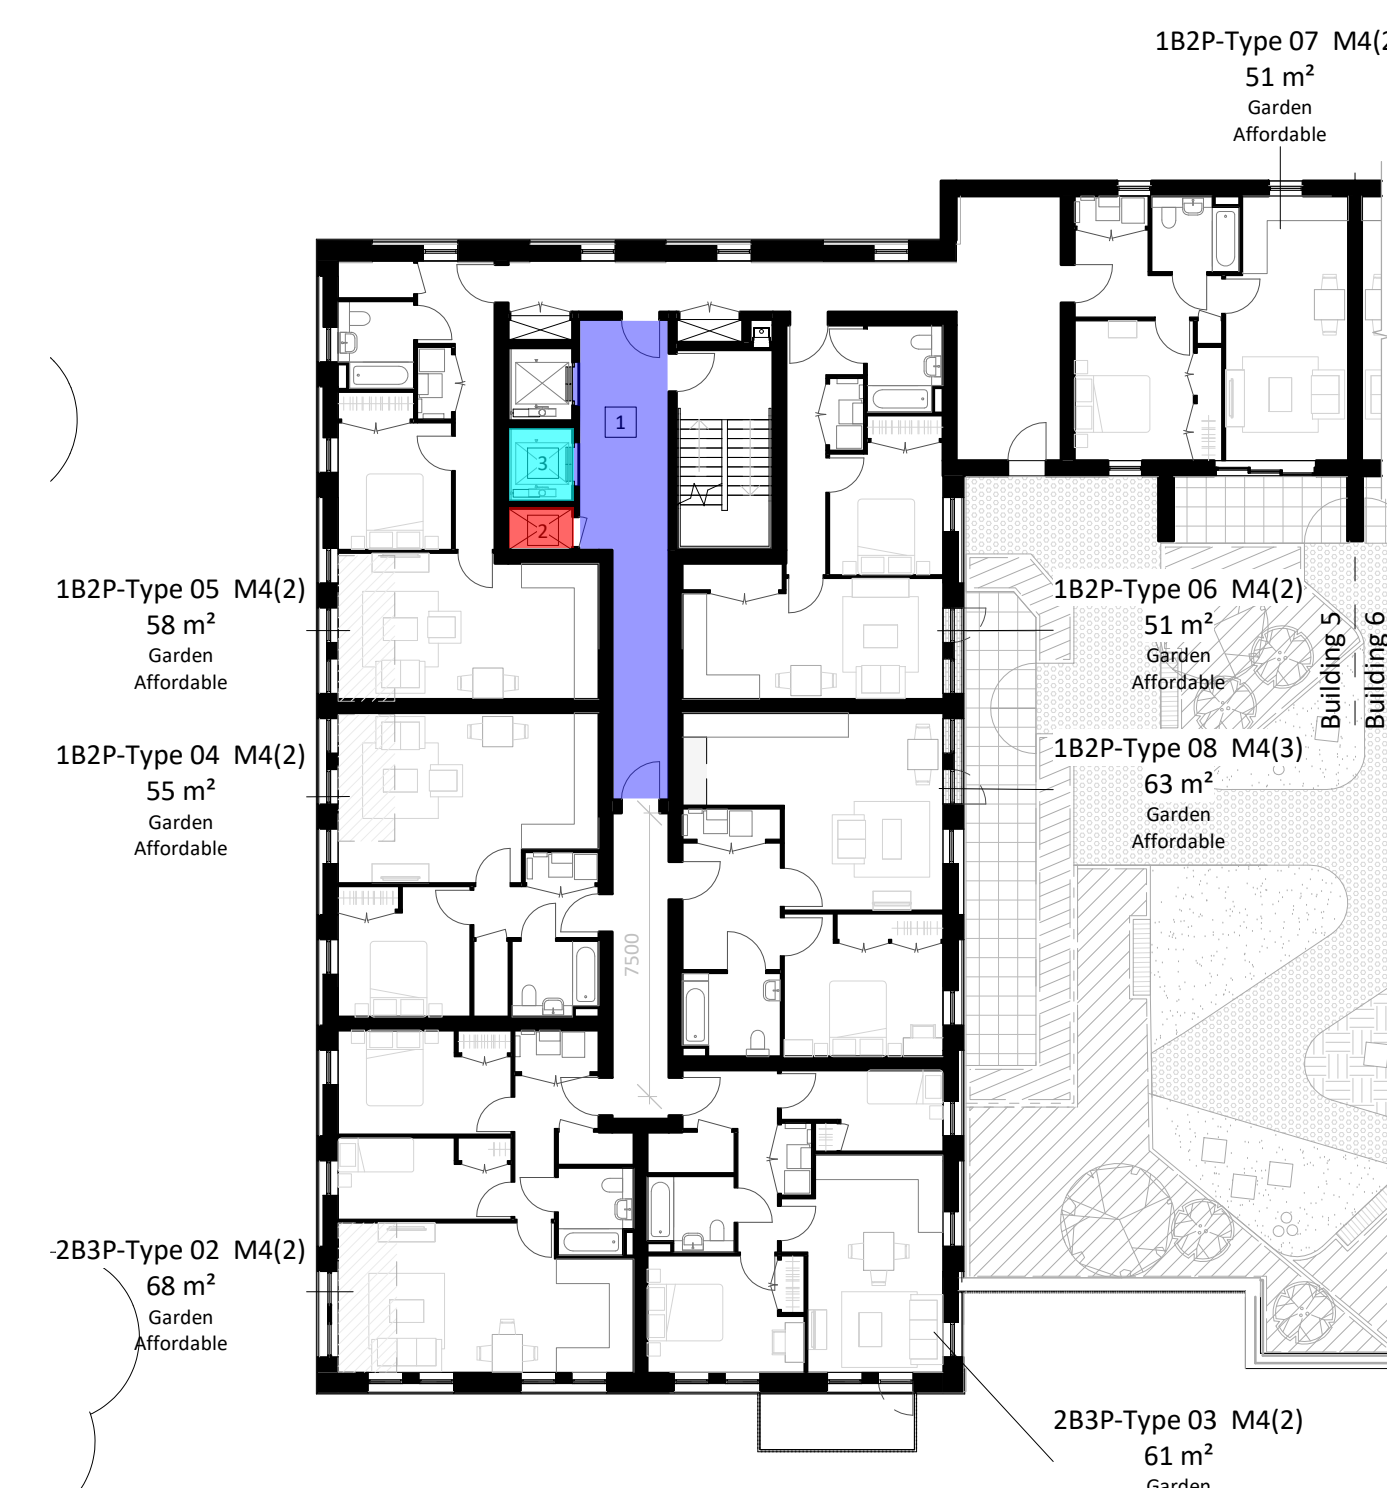 1B2P-Type 07 M4(2
51 m²
Garden
Affordable
1
3
2
1B2P-Type 05 M4(2)
58 m²
Garden
Affordable
1B2P-Type 06 M4(2)
51 m²
Garden
Affordable
Building 5
Building 6
1B2P-Type 04 M4(2)
55 m²
Garden
Affordable
1B2P-Type 08 M4(3)
63 m²
Garden
Affordable
7500
2B3P-Type 02 M4(2)
68 m²
Garden
Affordable
2B3P-Type 03 M4(2)
61 m²
Garden